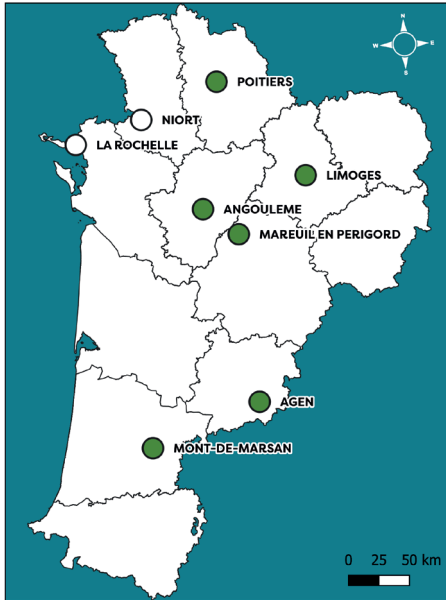 N
W E
S
POITIERS
NIORT
LA ROCHELLE
LIMOGES
ANGOULEME
MAREUIL EN PERIGORD
AGEN
MONT-DE-MARSAN
0 25 50 km